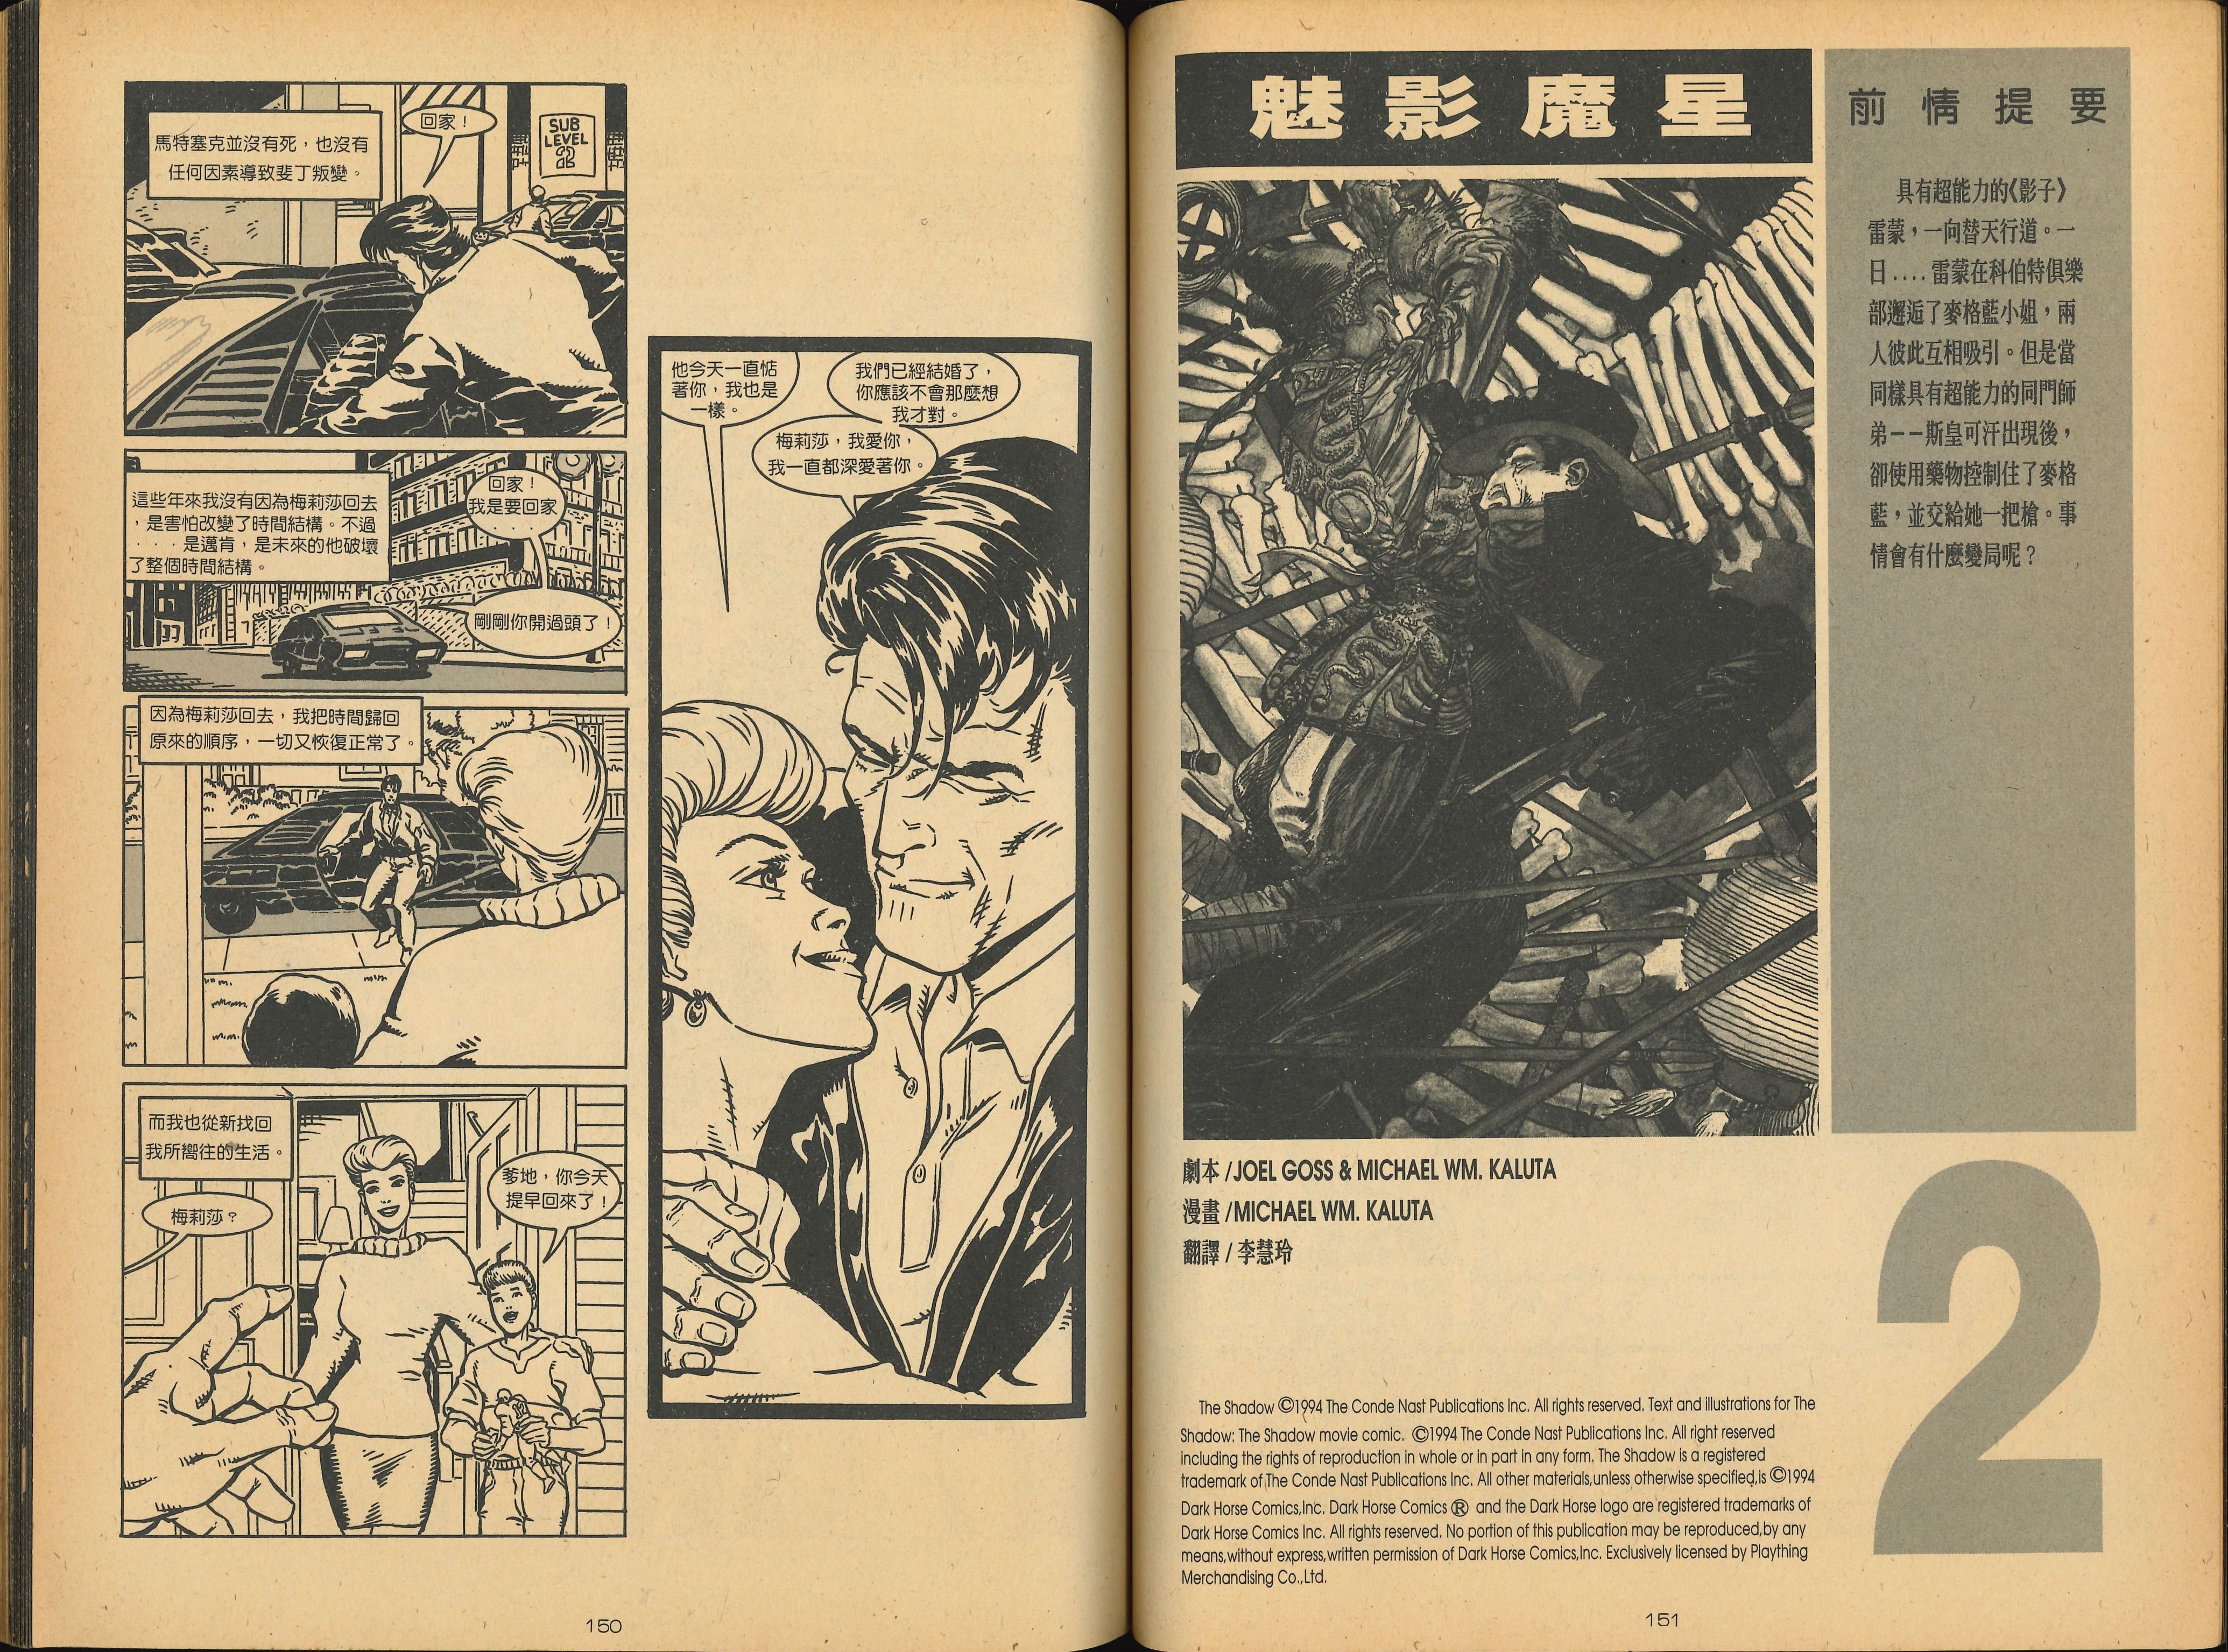 馬特塞克並沒有死，也沒有
任何因素導致斐丁叛變。
回家！
SUB
LEVEL
22
這些年來我沒有因為梅莉莎回去
，是害怕改變了時間結構。不過
．．．是邁肯，是未來的他破壞
了整個時間結構。
回家！
我是要回家
．．．．
剛剛你開過頭了！
因為梅莉莎回去，我把時間歸回
原來的順序，一切又恢復正常了。
而我也從新找回
我所嚮往的生活。
梅莉莎？
爹地，你今天
提早回來了！
他今天一直惦
著你，我也是
一樣。
我們已經結婚了，
你應該不會那麼想
我才對。
梅莉莎，我愛你，
我一直都深愛著你。
150
魅影魔星
前情提要
具有超能力的《影子》
雷蒙，一向替天行道。一
日....雷蒙在科伯特俱樂
部邂逅了麥格藍小姐，兩
人彼此互相吸引。但是當
同樣具有超能力的同門師
弟——斯皇可汗出現後，
卻使用藥物控制住了麥格
藍，並交給她一把槍。事
情會有什麼變局呢？
劇本/JOEL GOSS & MICHAEL WM. KALUTA
漫畫/MICHAEL WM. KALUTA
翻譯/李慧玲
2
The Shadow ©1994 The Conde Nast Publications Inc. All rights reserved. Text and illustrations for The
Shadow: The Shadow movie comic. ©1994 The Conde Nast Publications Inc. All right reserved
including the rights of reproduction in whole or in part in any form. The Shadow is a registered
trademark of The Conde Nast Publications Inc. All other materials,unless otherwise specified,is ©1994
Dark Horse Comics,Inc. Dark Horse Comics ® and the Dark Horse logo are registered trademarks of
Dark Horse Comics Inc. All rights reserved. No portion of this publication may be reproduced,by any
means,without express,written permission of Dark Horse Comics,Inc. Exclusively licensed by Plaything
Merchandising Co.,Ltd.
151